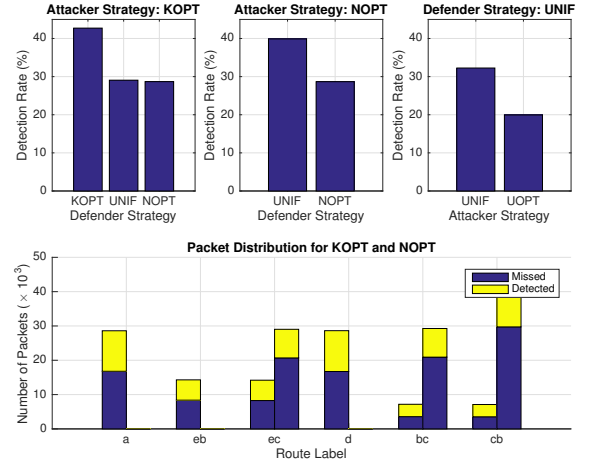 Attacker Strategy: KOPT
Detection Rate (%)
40
30
20
10
0
KOPT UNIF NOPT
Defender Strategy
Attacker Strategy: NOPT
Detection Rate (%)
40
30
20
10
0
UNIF NOPT
Defender Strategy
Defender Strategy: UNIF
Detection Rate (%)
40
30
20
10
0
UNIF UOPT
Attacker Strategy
Packet Distribution for KOPT and NOPT
Number of Packets (× 10³)
50
40
30
20
10
0
Missed
Detected
a eb ec d bc cb
Route Label